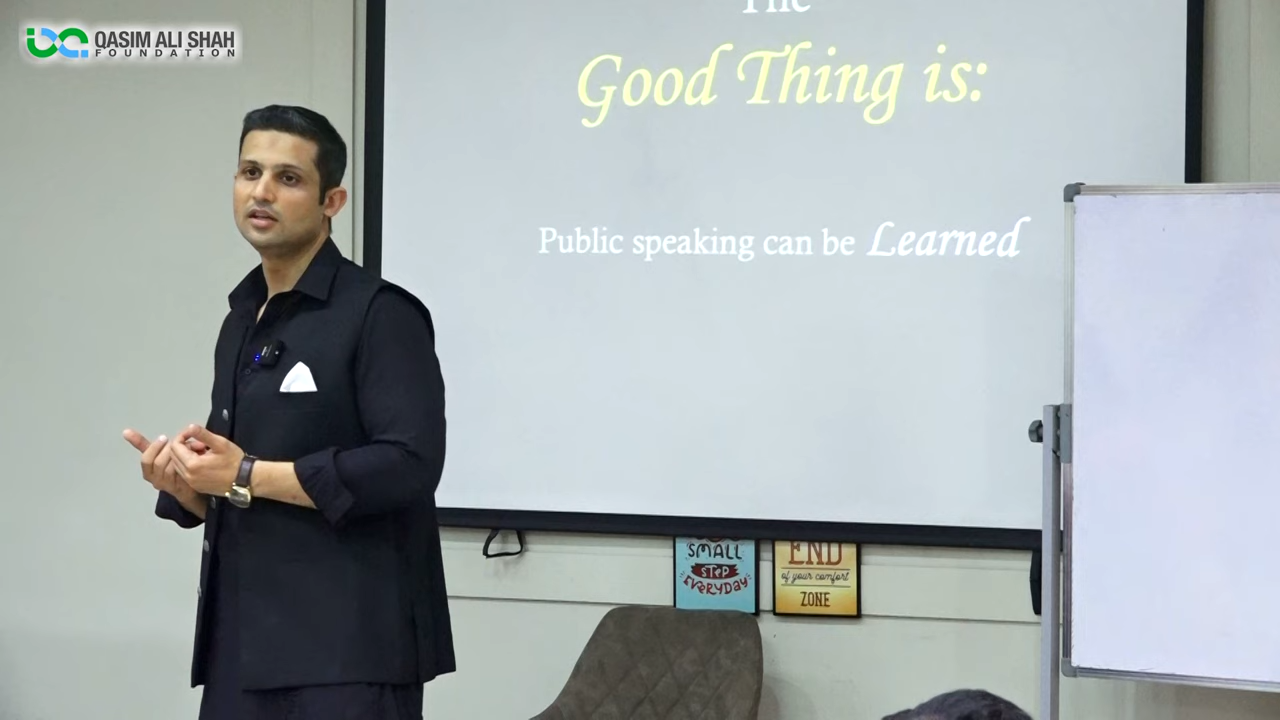 QASIM ALI SHAH
FOUNDATION
The
Good Thing is:
Public speaking can be Learned
SMALL
STEP
EVERYDAY
END
of your comfort
ZONE